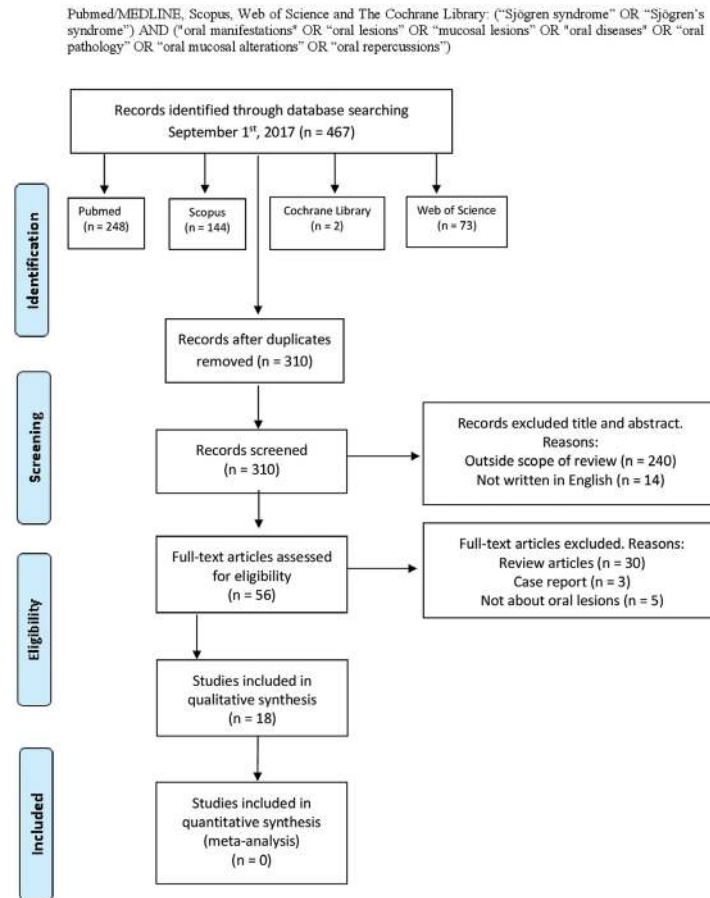 Pubmed/MEDLINE, Scopus, Web of Science and The Cochrane Library: (“Sjögren syndrome” OR “Sjögren’s
syndrome”) AND ("oral manifestations" OR “oral lesions” OR “mucosal lesions” OR "oral diseases" OR “oral
pathology” OR “oral mucosal alterations” OR “oral repercussions”)
Records identified through database searching
September 1st, 2017 (n = 467)
Identification
Pubmed
(n = 248)
Scopus
(n = 144)
Cochrane Library
(n = 2)
Web of Science
(n = 73)
Records after duplicates
removed (n = 310)
Screening
Records screened
(n = 310)
Records excluded title and abstract.
Reasons:
Outside scope of review (n = 240)
Not written in English (n = 14)
Eligibility
Full-text articles assessed
for eligibility
(n = 56)
Full-text articles excluded. Reasons:
Review articles (n = 30)
Case report (n = 3)
Not about oral lesions (n = 5)
Studies included in
qualitative synthesis
(n = 18)
Included
Studies included in
quantitative synthesis
(meta-analysis)
(n = 0)